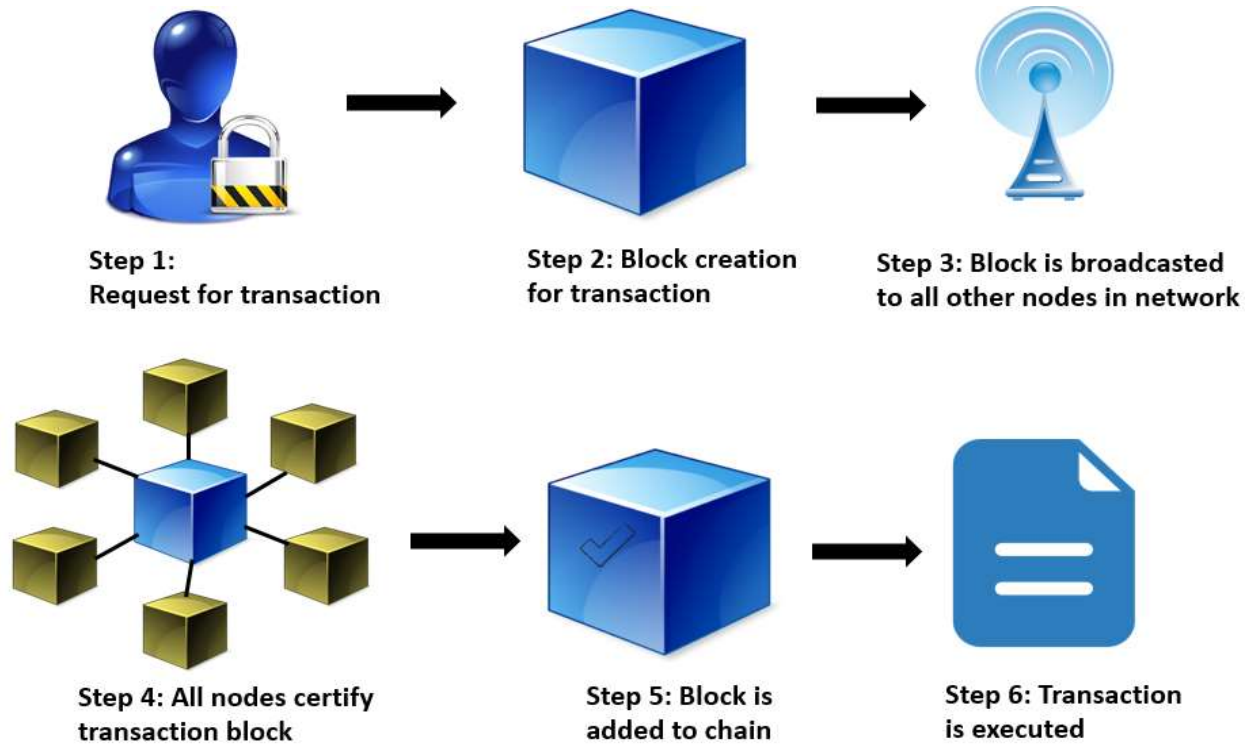 Step 1:
Request for transaction
Step 2: Block creation
for transaction
Step 3: Block is broadcasted
to all other nodes in network
Step 4: All nodes certify
transaction block
Step 5: Block is
added to chain
Step 6: Transaction
is executed